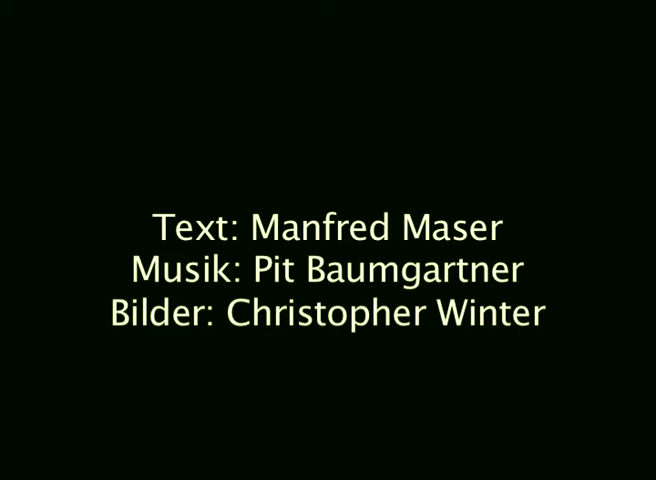 Text: Manfred Maser
Musik: Pit Baumgartner
Bilder: Christopher Winter